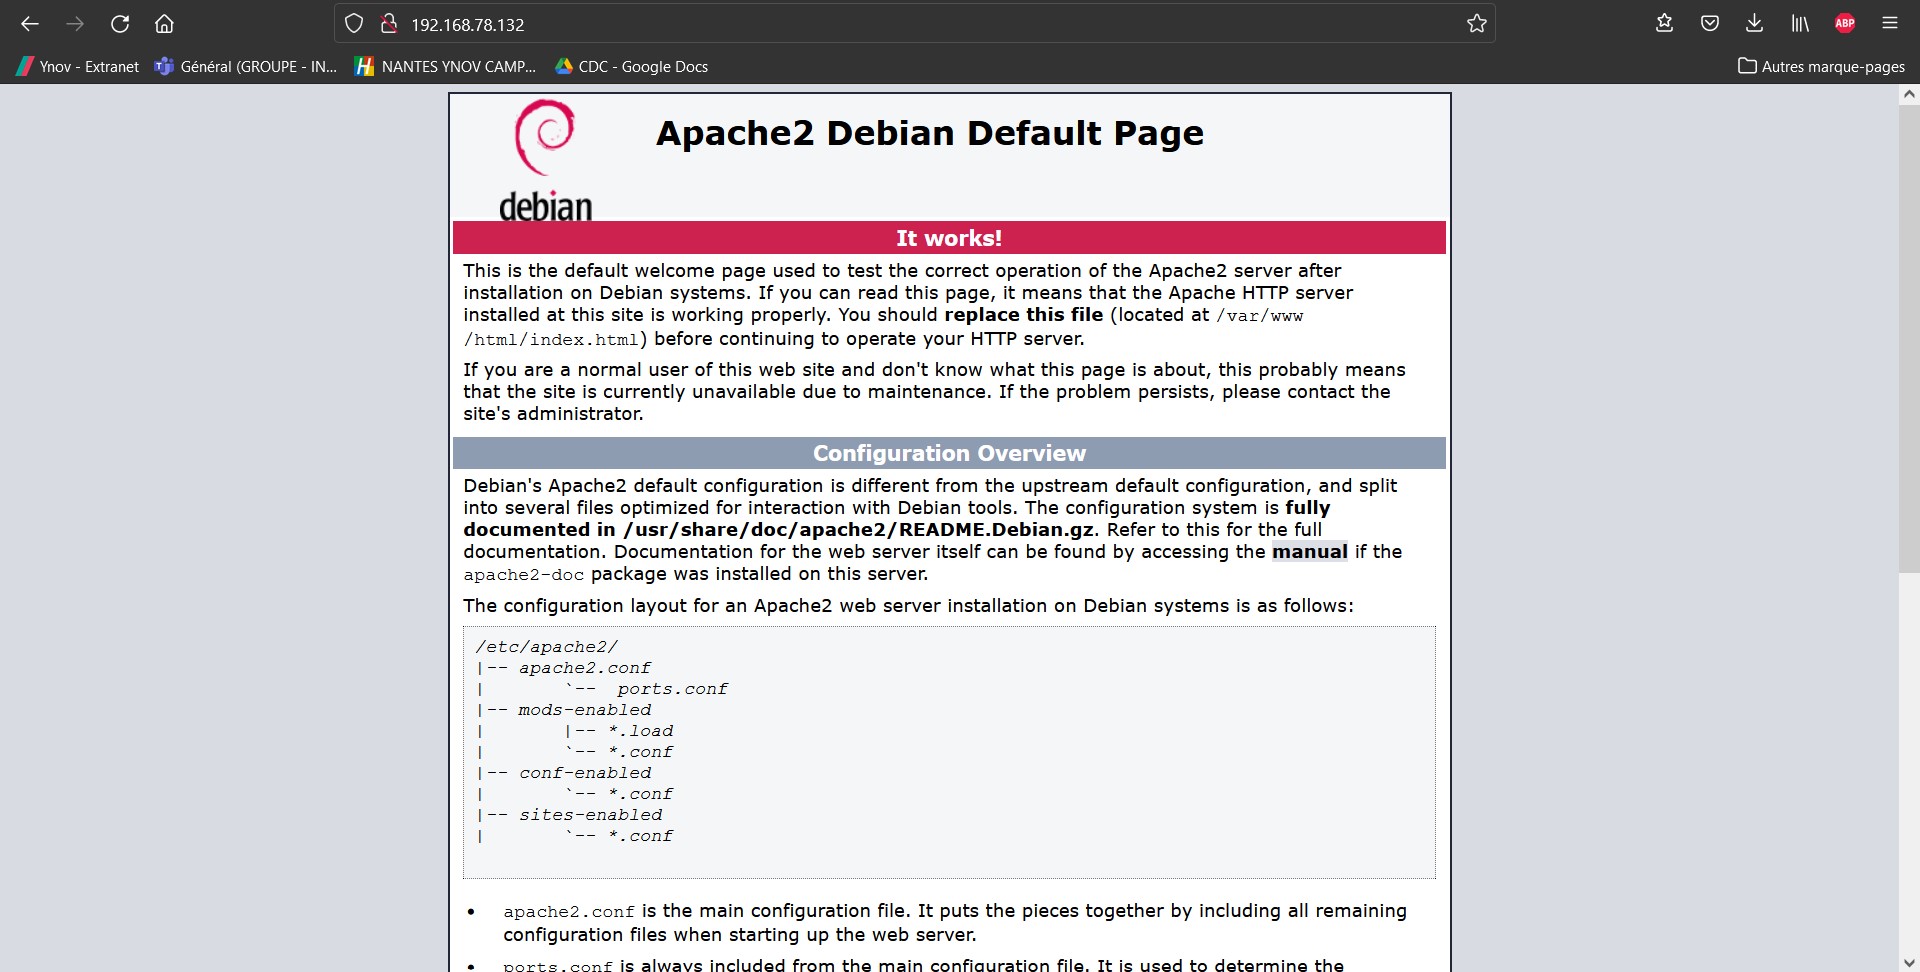 192.168.78.132
ABP
Ynov - Extranet
Général (GROUPE - IN...
NANTES YNOV CAMP...
CDC - Google Docs
Autres marque-pages
debian
Apache2 Debian Default Page
It works!
This is the default welcome page used to test the correct operation of the Apache2 server after
installation on Debian systems. If you can read this page, it means that the Apache HTTP server
installed at this site is working properly. You should replace this file (located at /var/www
/html/index.html) before continuing to operate your HTTP server.
If you are a normal user of this web site and don't know what this page is about, this probably means
that the site is currently unavailable due to maintenance. If the problem persists, please contact the
site's administrator.
Configuration Overview
Debian's Apache2 default configuration is different from the upstream default configuration, and split
into several files optimized for interaction with Debian tools. The configuration system is fully
documented in /usr/share/doc/apache2/README.Debian.gz. Refer to this for the full
documentation. Documentation for the web server itself can be found by accessing the manual if the
apache2-doc package was installed on this server.
The configuration layout for an Apache2 web server installation on Debian systems is as follows:
/etc/apache2/
|-- apache2.conf
|       `--  ports.conf
|-- mods-enabled
|       |-- *.load
|       `-- *.conf
|-- conf-enabled
|       `-- *.conf
|-- sites-enabled
|       `-- *.conf
• apache2.conf is the main configuration file. It puts the pieces together by including all remaining
configuration files when starting up the web server.
• ports.conf is always included from the main configuration file. It is used to determine the